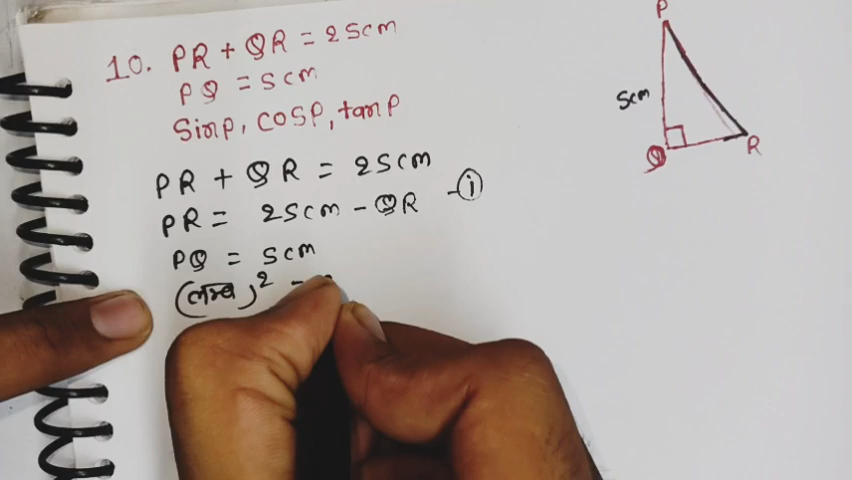 10. PR + QR = 25cm
PQ = 5cm
Sinp, COSP, tanp
PR + QR = 25cm
PR = 25cm - QR - (i)
PQ = 5cm
(लम्ब)² =
P
5cm
Q
R